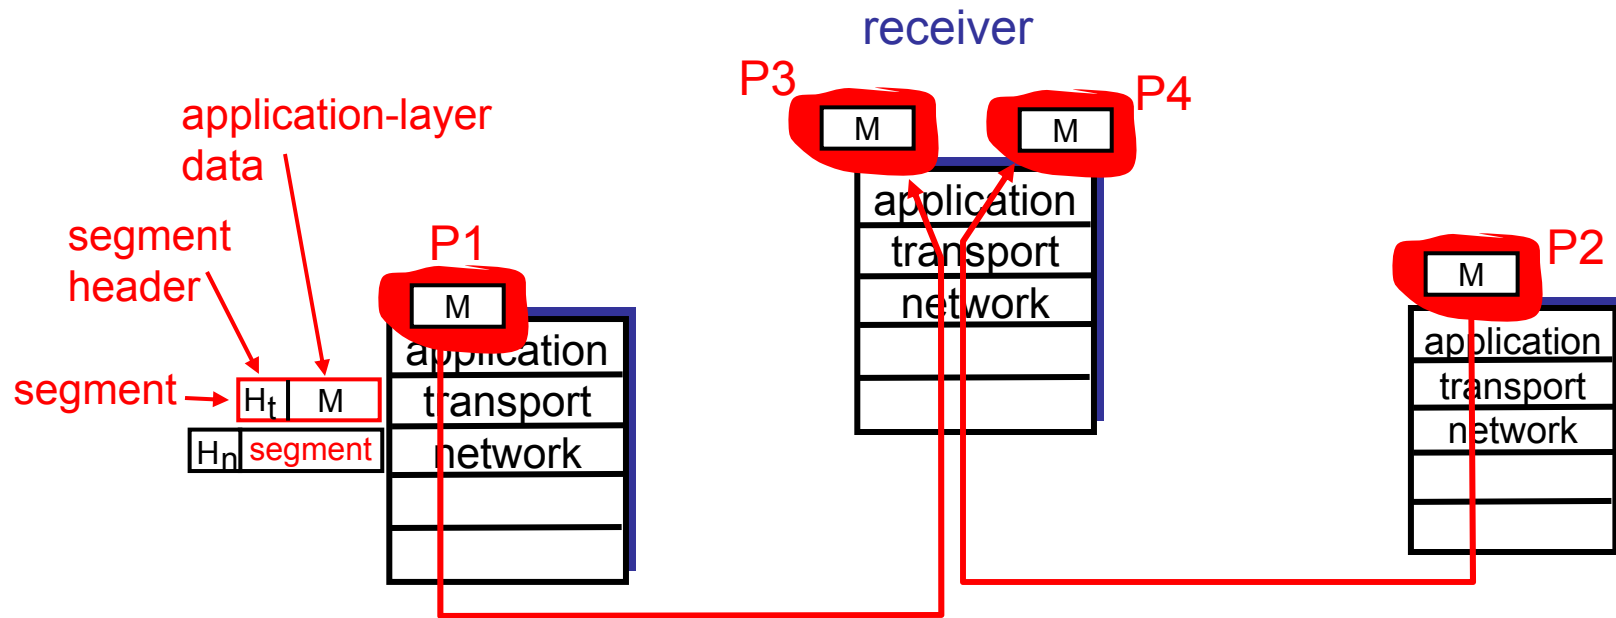 receiver
P3
P4
M
M
application-layer
data
segment
header
segment
Ht
M
Hn
segment
P1
M
application
transport
network
application
transport
network
P2
M
application
transport
network